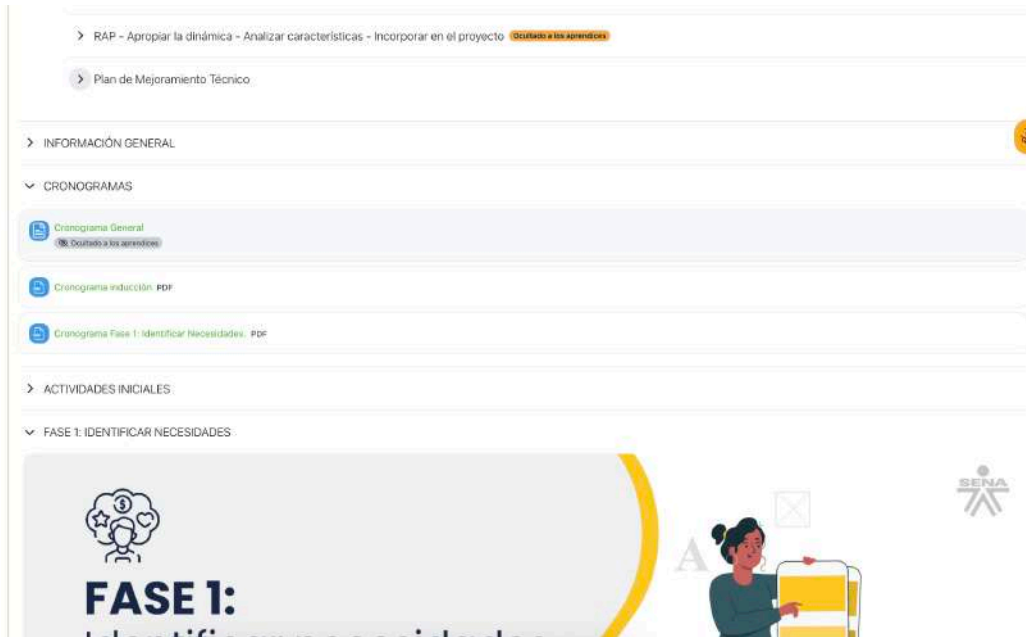 RAP - Apropiar la dinámica - Analizar características - Incorporar en el proyecto Ocultado a los aprendices
Plan de Mejoramiento Técnico
INFORMACIÓN GENERAL
CRONOGRAMAS
Cronograma General
Ocultado a los aprendices
Cronograma inducción PDF
Cronograma Fase 1: Identificar Necesidades. PDF
ACTIVIDADES INICIALES
FASE 1: IDENTIFICAR NECESIDADES
SENA
A
FASE 1:
Identificar necesidades